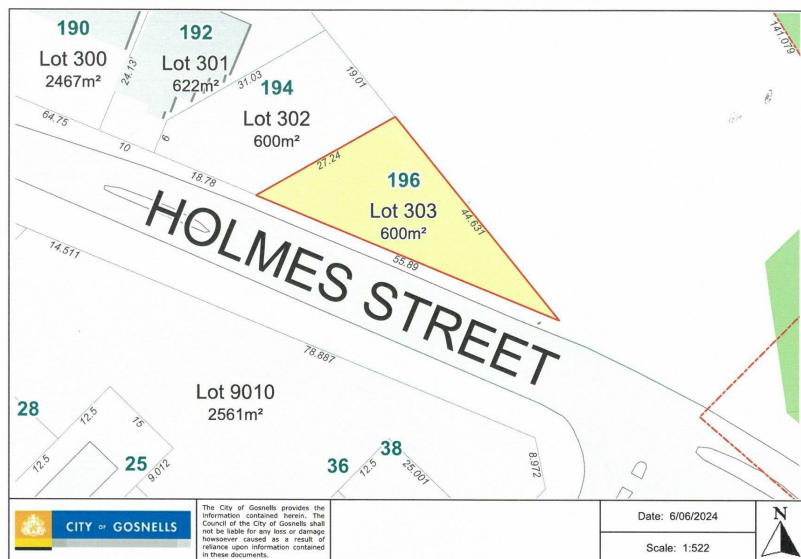 190
Lot 300
2467m²
192
Lot 301
622m²
24.13
31.03
194
Lot 302
600m²
19.01
141.079
64.75
10
6
18.78
27.24
196
Lot 303
600m²
44.631
55.89
HOLMES STREET
14.511
78.887
Lot 9010
2561m²
28
12.5
15
12.5
25
9.012
36
12.5
38
25.001
8.972
CITY OF GOSNELLS
The City of Gosnells provides the
information contained herein. The
Council of the City of Gosnells shall
not be liable for any loss or damage
howsoever caused as a result of
reliance upon information contained
in these documents.
Date: 6/06/2024
Scale: 1:522
N